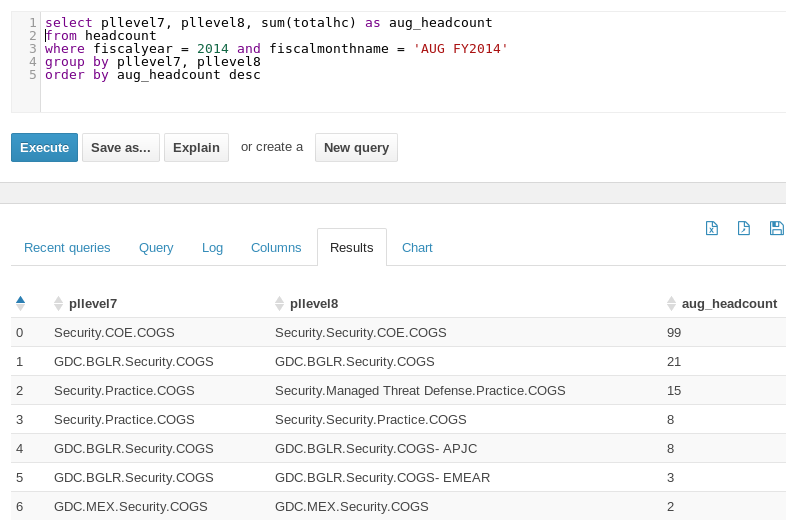 1 select pllevel7, pllevel8, sum(totalhc) as aug_headcount
2 from headcount
3 where fiscalyear = 2014 and fiscalmonthname = 'AUG FY2014'
4 group by pllevel7, pllevel8
5 order by aug_headcount desc
Execute Save as... Explain or create a New query
Recent queries Query Log Columns Results Chart
pllevel7 pllevel8 aug_headcount
0 Security.COE.COGS Security.Security.COE.COGS 99
1 GDC.BGLR.Security.COGS GDC.BGLR.Security.COGS 21
2 Security.Practice.COGS Security.Managed Threat Defense.Practice.COGS 15
3 Security.Practice.COGS Security.Security.Practice.COGS 8
4 GDC.BGLR.Security.COGS GDC.BGLR.Security.COGS- APJC 8
5 GDC.BGLR.Security.COGS GDC.BGLR.Security.COGS- EMEAR 3
6 GDC.MEX.Security.COGS GDC.MEX.Security.COGS 2